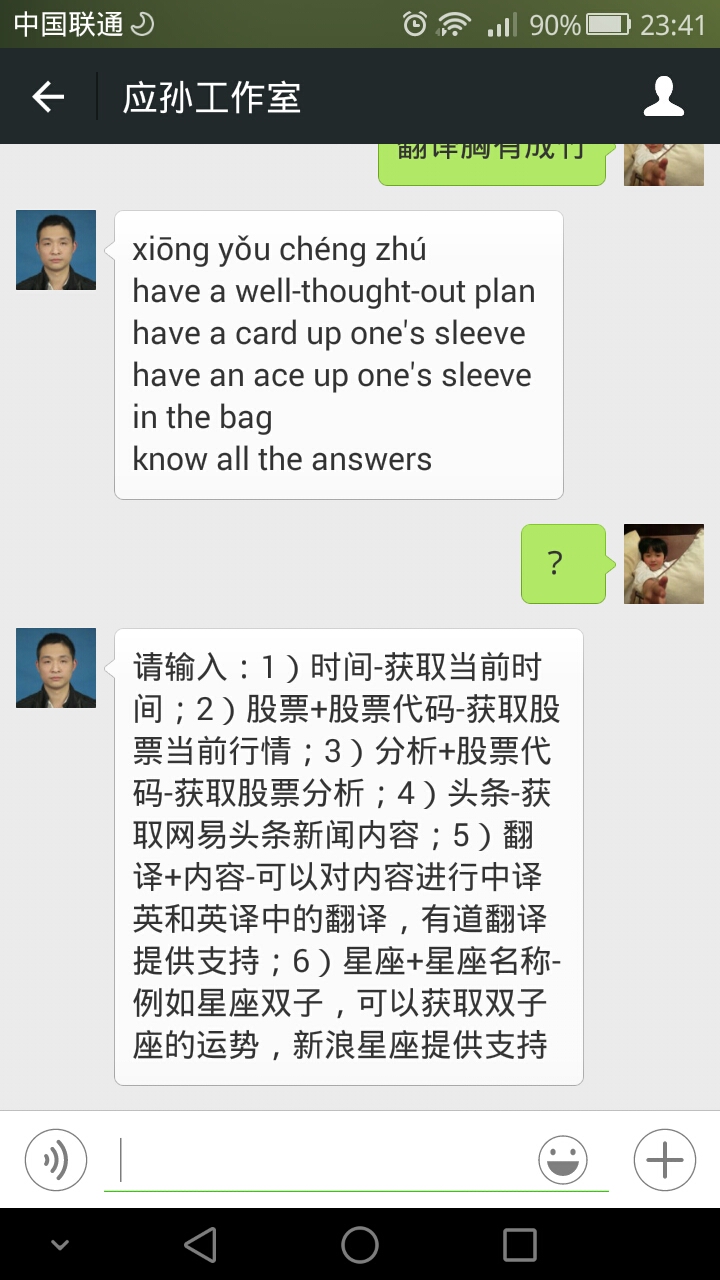 中国联通
90%
23:41
应孙工作室
翻译胸有成竹
xiōng yǒu chéng zhú
have a well-thought-out plan
have a card up one's sleeve
have an ace up one's sleeve
in the bag
know all the answers
?
请输入：1）时间-获取当前时
间；2）股票+股票代码-获取股
票当前行情；3）分析+股票代
码-获取股票分析；4）头条-获
取网易头条新闻内容；5）翻
译+内容-可以对内容进行中译
英和英译中的翻译，有道翻译
提供支持；6）星座+星座名称-
例如星座双子，可以获取双子
座的运势，新浪星座提供支持